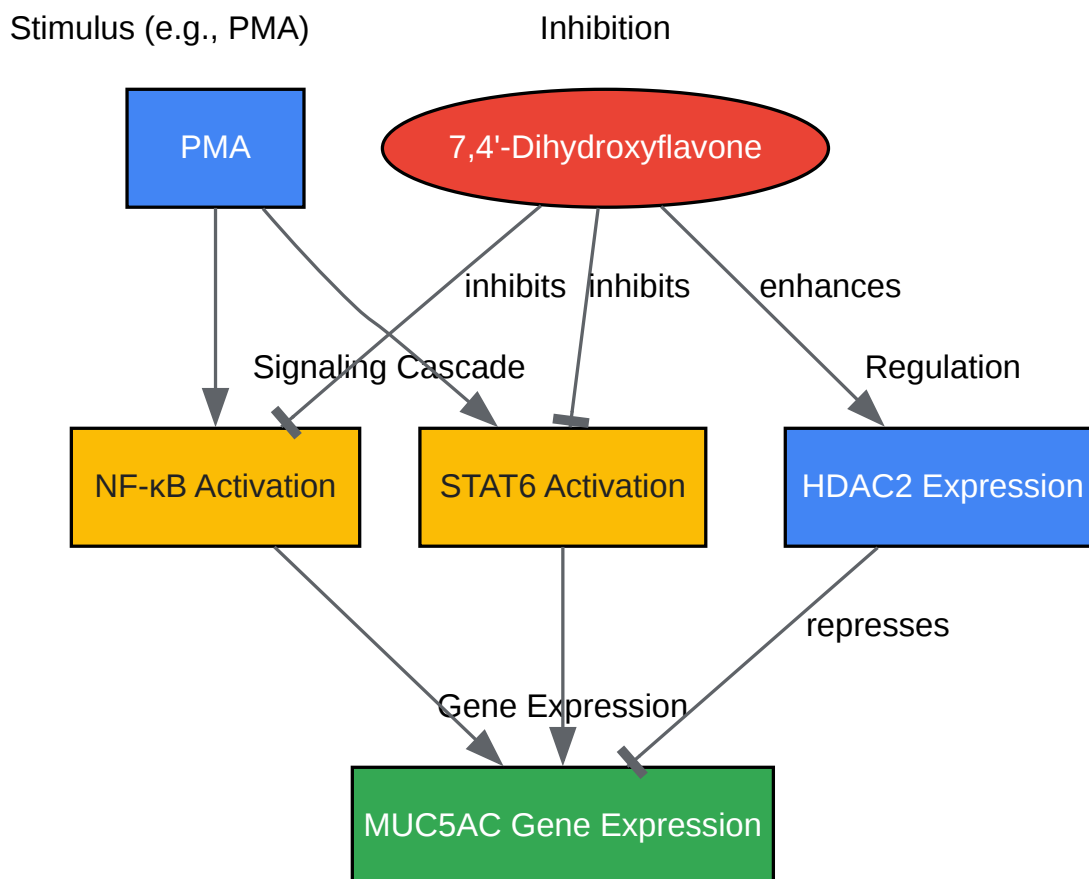 Stimulus (e.g., PMA)
Inhibition
PMA
7,4'-Dihydroxyflavone
inhibits
inhibits
enhances
Signaling Cascade
Regulation
NF-κB Activation
STAT6 Activation
HDAC2 Expression
represses
Gene Expression
MUC5AC Gene Expression